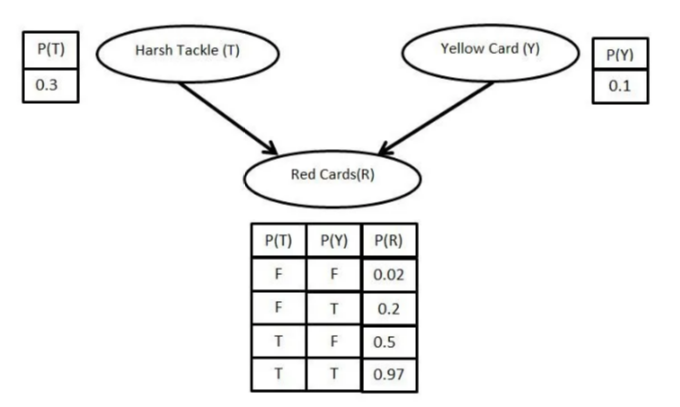 P(T)
0.3
Harsh Tackle (T)
Yellow Card (Y)
P(Y)
0.1
Red Cards(R)
P(T) P(Y) P(R)
F F 0.02
F T 0.2
T F 0.5
T T 0.97